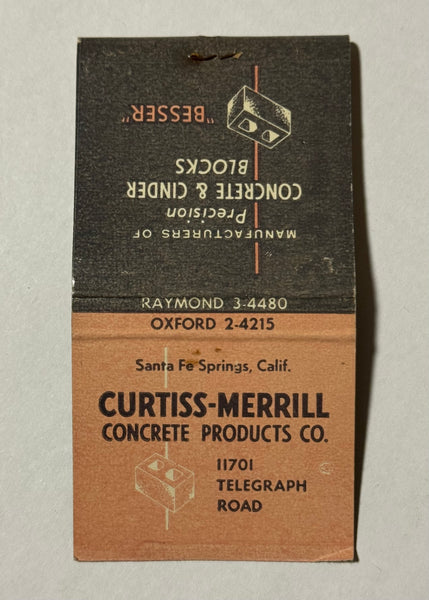 MANUFACTURERS OF
Precision
CONCRETE & CINDER
BLOCKS
"BESSER"
RAYMOND 3-4480
OXFORD 2-4215
Santa Fe Springs, Calif.
CURTISS-MERRILL
CONCRETE PRODUCTS CO.
11701
TELEGRAPH
ROAD